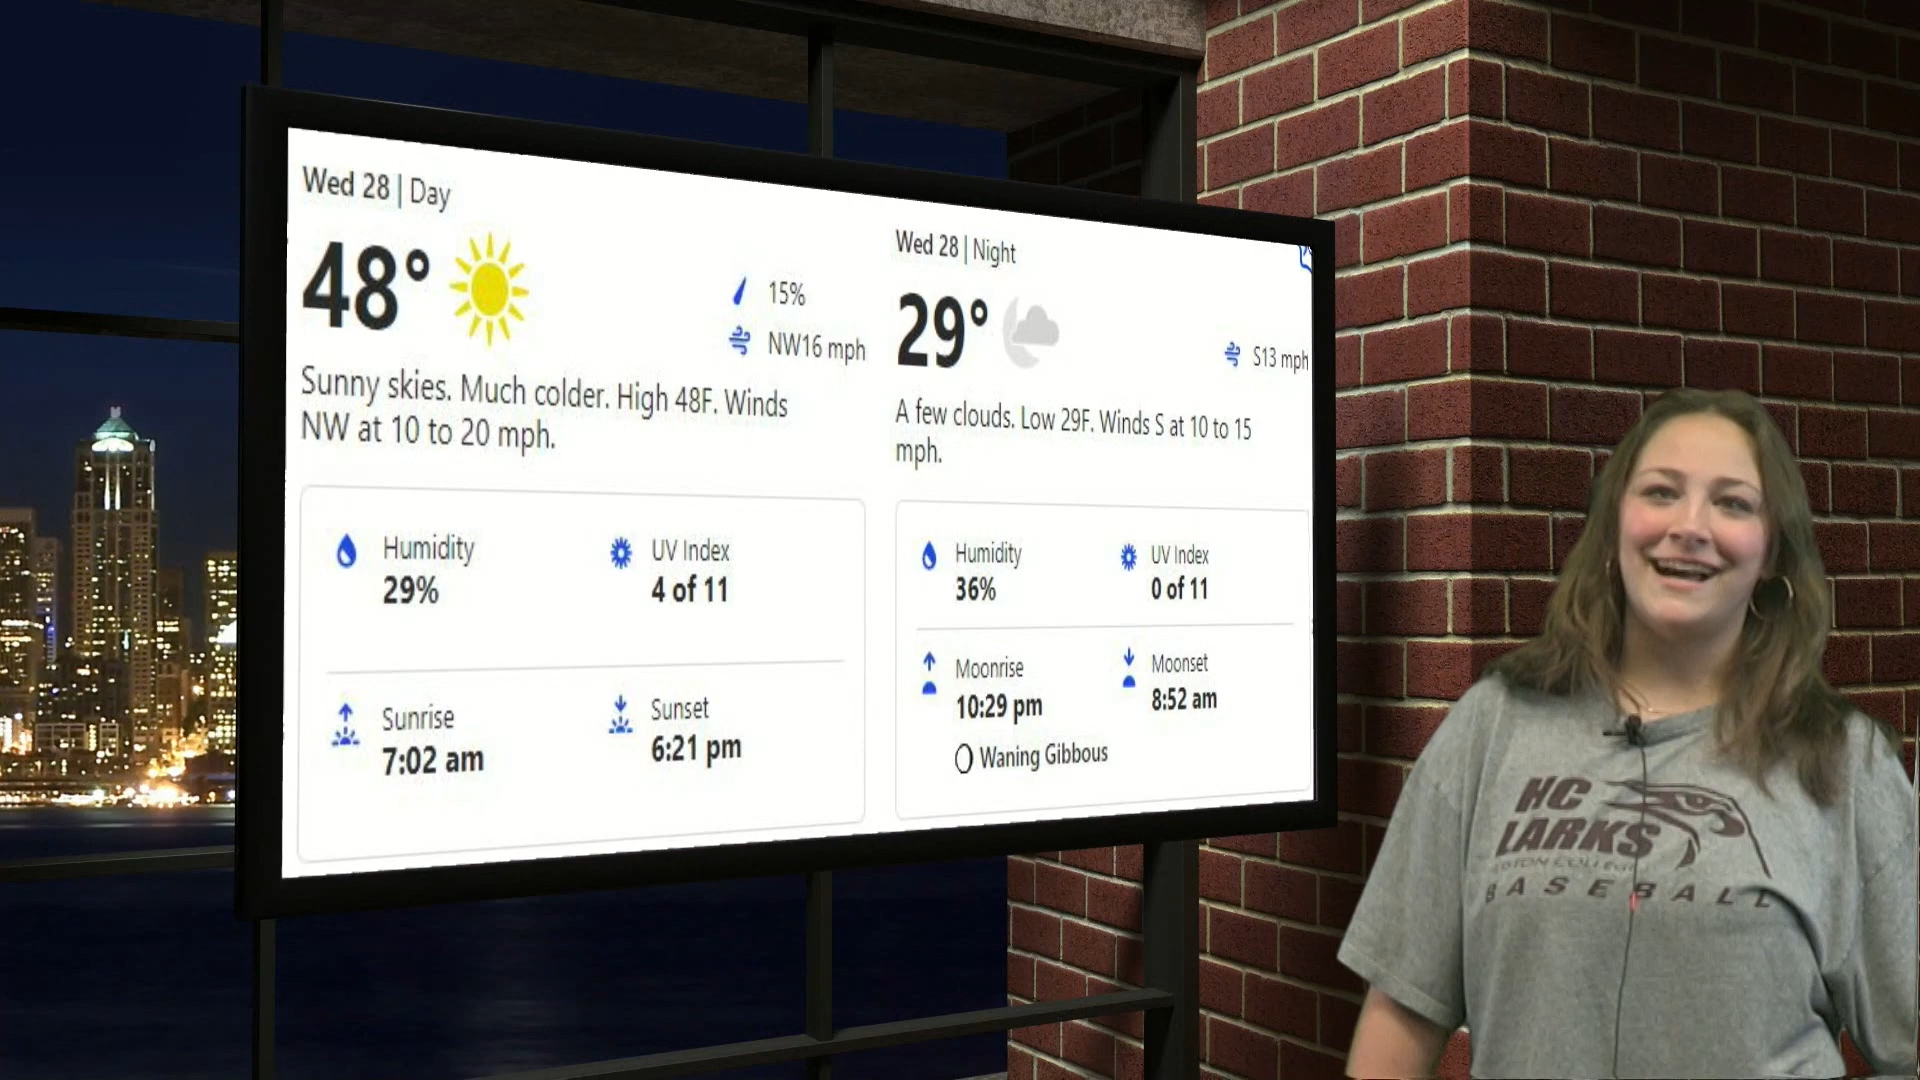 Wed 28 | Day
48°
15%
NW16 mph
Sunny skies. Much colder. High 48F. Winds
NW at 10 to 20 mph.
Humidity
29%
UV Index
4 of 11
Sunrise
7:02 am
Sunset
6:21 pm
Wed 28 | Night
29°
S13 mph
A few clouds. Low 29F. Winds S at 10 to 15
mph.
Humidity
36%
UV Index
0 of 11
Moonrise
10:29 pm
Moonset
8:52 am
Waning Gibbous
HC
LARKS
BASEBALL